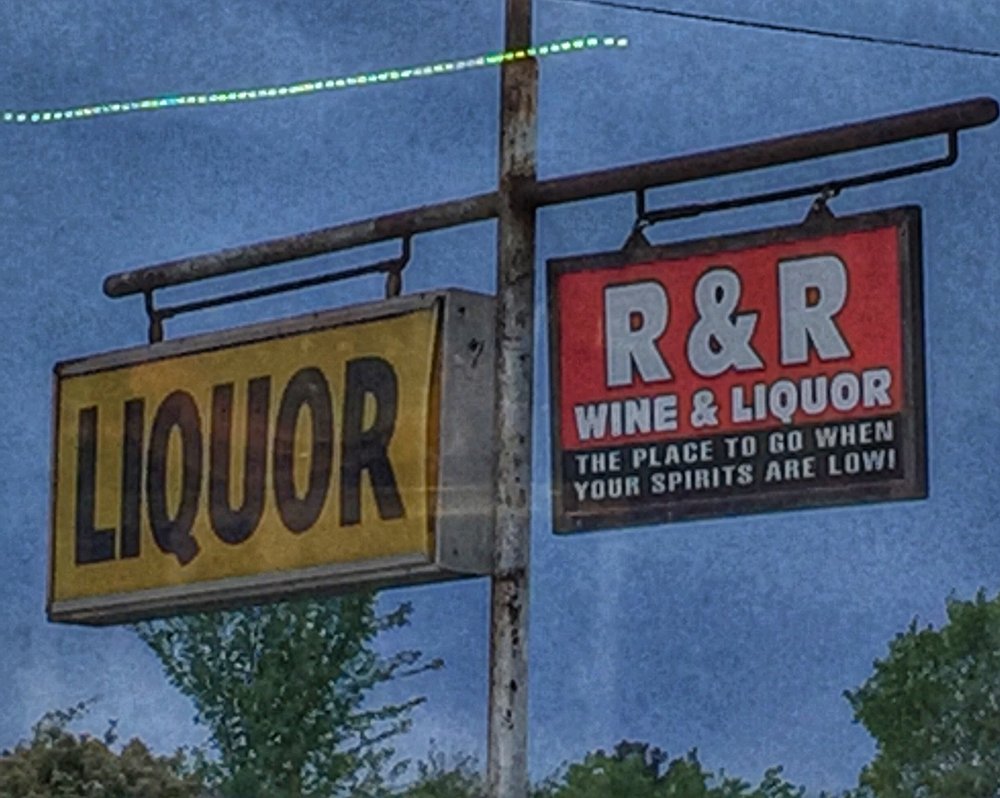 LIQUOR
R&R
WINE & LIQUOR
THE PLACE TO GO WHEN
YOUR SPIRITS ARE LOW!